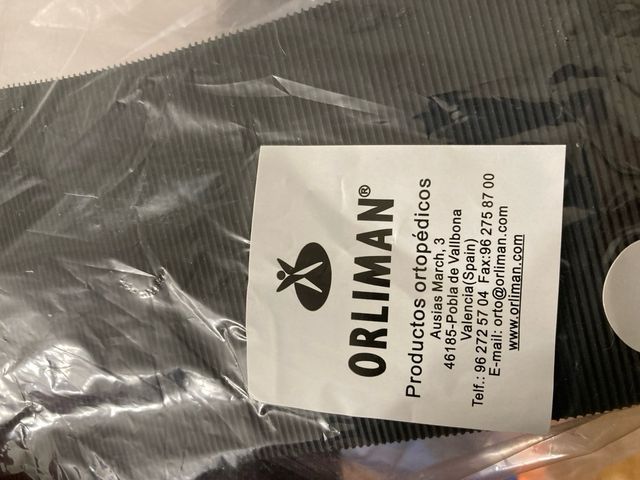 ORLIMAN®
Productos ortopédicos
Ausias March, 3
46185-Pobla de Vallbona
Valencia(Spain)
Telf.: 96 272 57 04 Fax:96 275 87 00
E-mail: orto@orliman.com
www.orliman.com